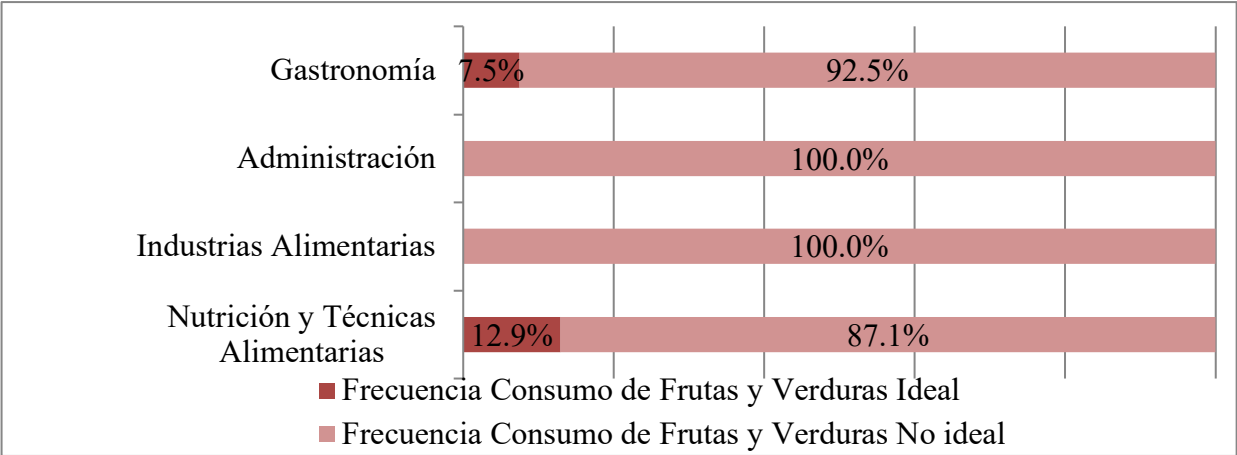 Gastronomía
7.5% 92.5%
Administración
100.0%
Industrias Alimentarias
100.0%
Nutrición y Técnicas
Alimentarias
12.9% 87.1%
Frecuencia Consumo de Frutas y Verduras Ideal
Frecuencia Consumo de Frutas y Verduras No ideal